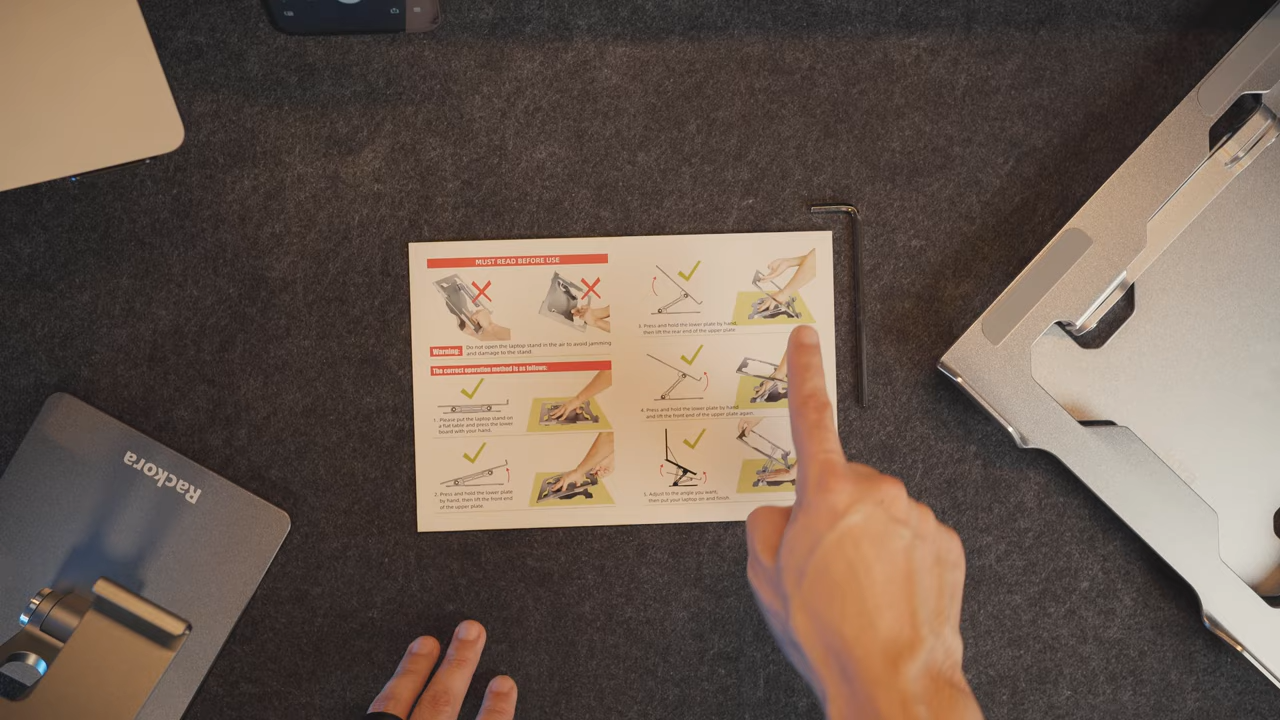 MUST READ BEFORE USE
Warning: Do not open the laptop stand in the air to avoid jamming
and damage to the stand.
The correct operation method is as follows:
1. Please put the laptop stand on
a flat table and press the lower
board with your hand.
2. Press and hold the lower plate
by hand, then lift the front end
of the upper plate.
3. Press and hold the lower plate by hand,
then lift the rear end of the upper plate.
4. Press and hold the lower plate by hand
and lift the front end of the upper plate again.
5. Adjust to the angle you want,
then put your laptop on and finish.
Rackora